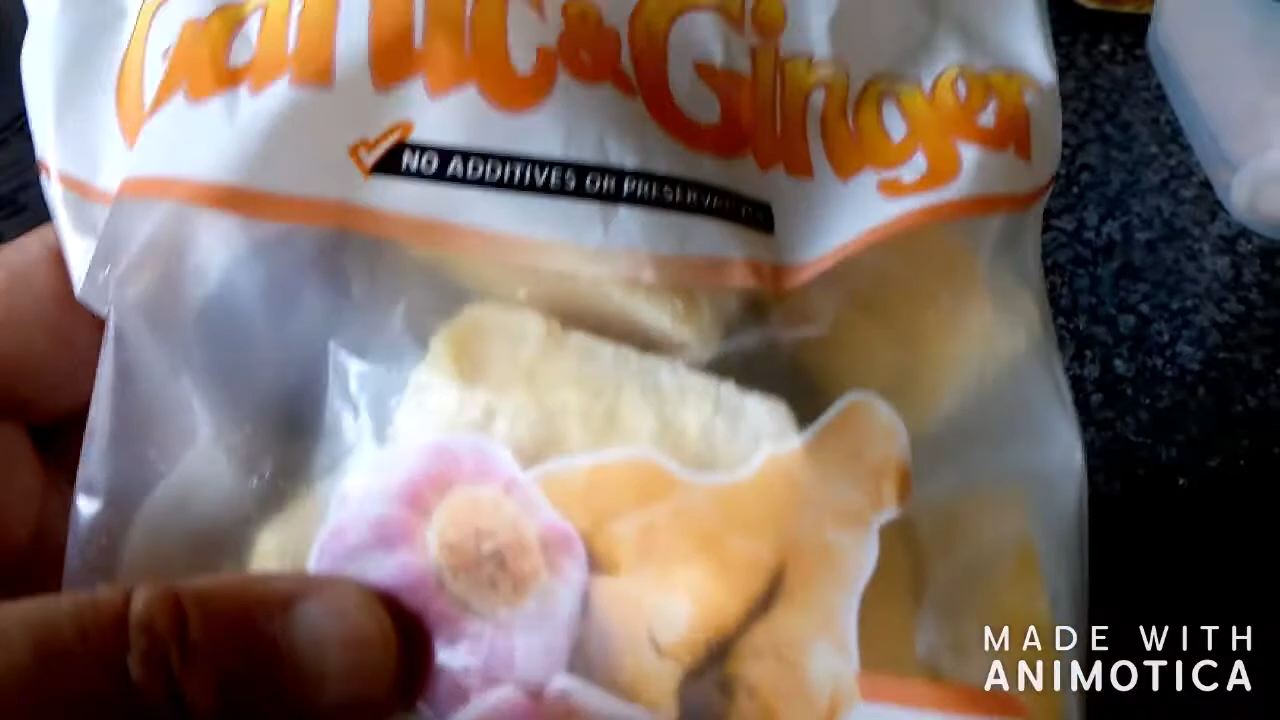 Garlic & Ginger
NO ADDITIVES OR PRESERVATIVES
MADE WITH
ANIMOTICA